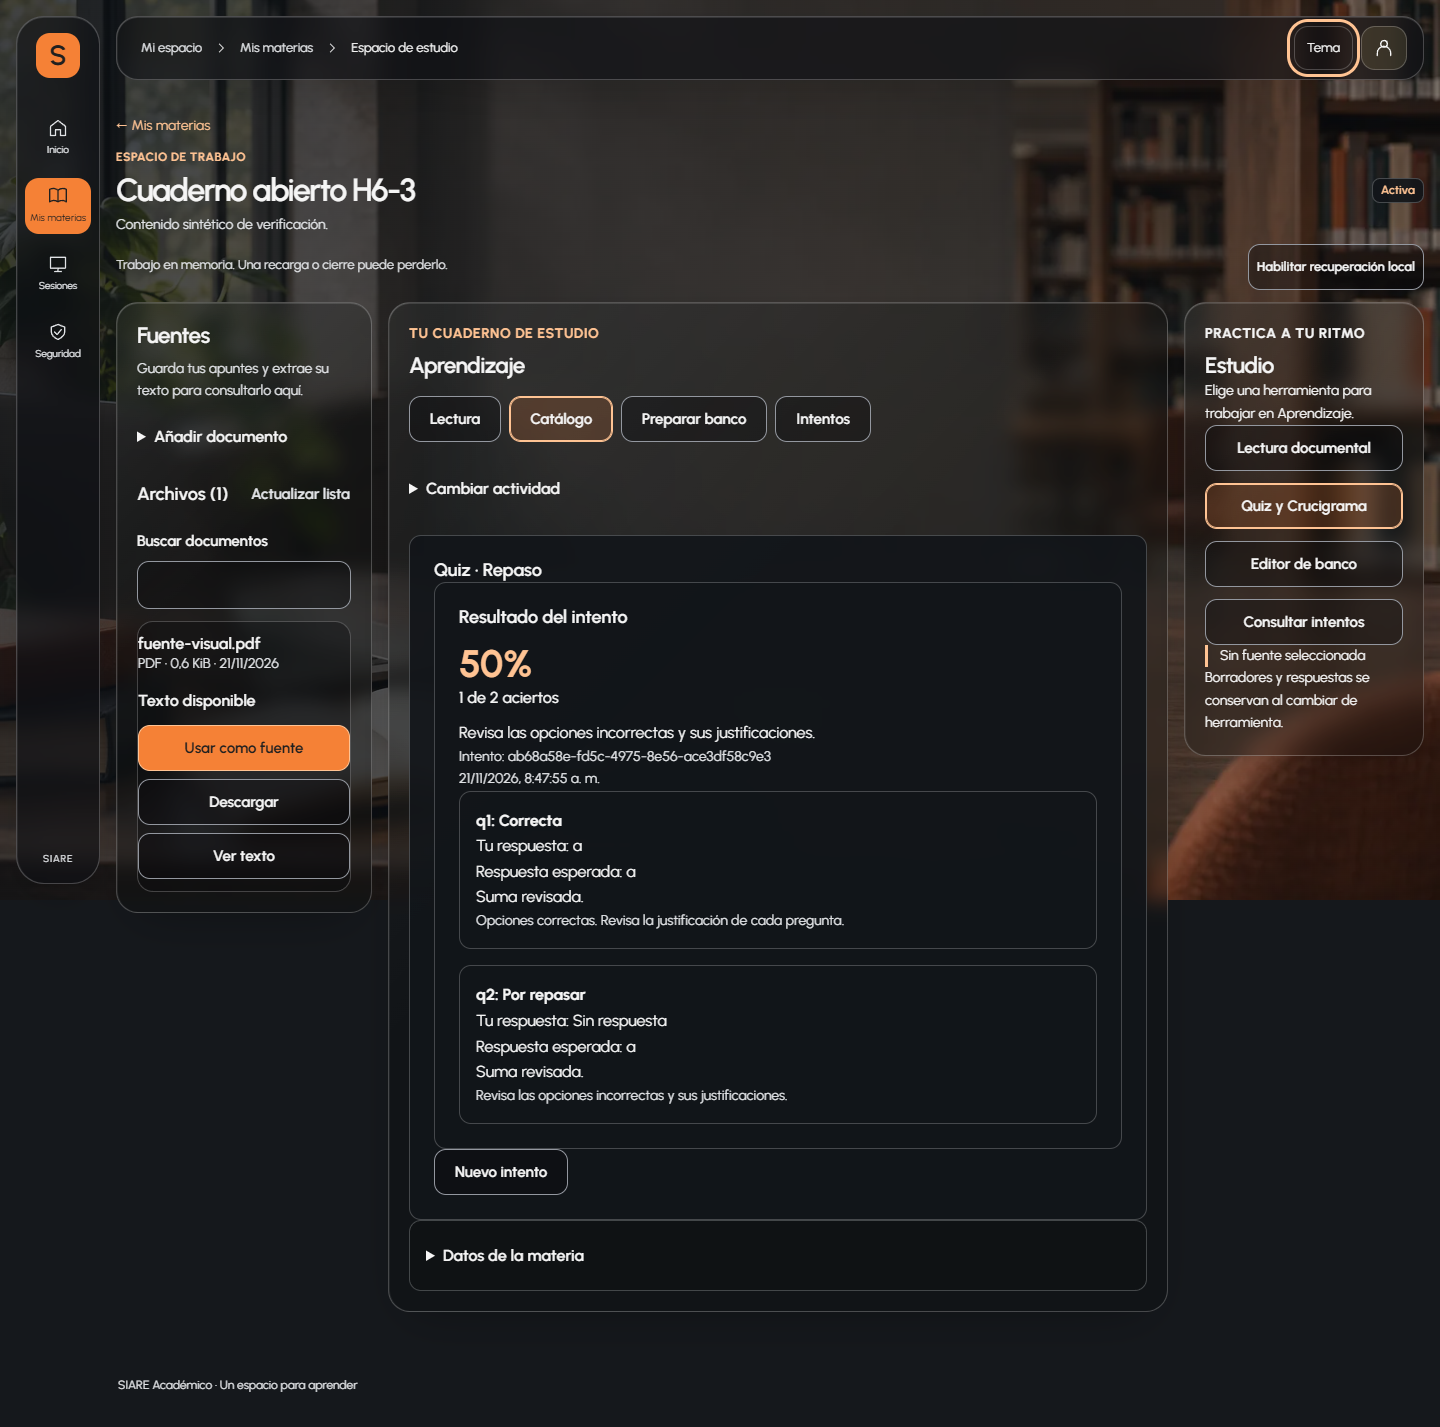 S
Inicio
Mis materias
Sesiones
Seguridad
SIARE
Mi espacio > Mis materias > Espacio de estudio
Tema
← Mis materias
ESPACIO DE TRABAJO
Cuaderno abierto H6-3
Activa
Contenido sintético de verificación.
Trabajo en memoria. Una recarga o cierre puede perderlo.
Habilitar recuperación local
Fuentes
Guarda tus apuntes y extrae su
texto para consultarlo aquí.
Añadir documento
Archivos (1) Actualizar lista
Buscar documentos
fuente-visual.pdf
PDF · 0,6 KiB · 21/11/2026
Texto disponible
Usar como fuente
Descargar
Ver texto
TU CUADERNO DE ESTUDIO
Aprendizaje
Lectura
Catálogo
Preparar banco
Intentos
Cambiar actividad
Quiz · Repaso
Resultado del intento
50%
1 de 2 aciertos
Revisa las opciones incorrectas y sus justificaciones.
Intento: ab68a58e-fd5c-4975-8e56-ace3df58c9e3
21/11/2026, 8:47:55 a. m.
q1: Correcta
Tu respuesta: a
Respuesta esperada: a
Suma revisada.
Opciones correctas. Revisa la justificación de cada pregunta.
q2: Por repasar
Tu respuesta: Sin respuesta
Respuesta esperada: a
Suma revisada.
Revisa las opciones incorrectas y sus justificaciones.
Nuevo intento
Datos de la materia
PRACTICA A TU RITMO
Estudio
Elige una herramienta para
trabajar en Aprendizaje.
Lectura documental
Quiz y Crucigrama
Editor de banco
Consultar intentos
Sin fuente seleccionada
Borradores y respuestas se
conservan al cambiar de
herramienta.
SIARE Académico · Un espacio para aprender